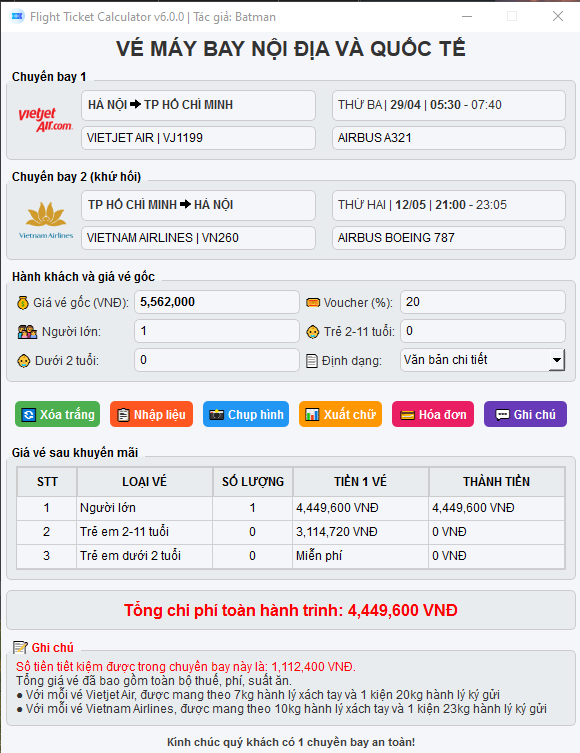 Flight Ticket Calculator v6.0.0 | Tác giả: Batman
VÉ MÁY BAY NỘI ĐỊA VÀ QUỐC TẾ
Chuyến bay 1
vietjet Air.com
HÀ NỘI ➡ TP HỒ CHÍ MINH
THỨ BA | 29/04 | 05:30 - 07:40
VIETJET AIR | VJ1199
AIRBUS A321
Chuyến bay 2 (khứ hồi)
Vietnam Airlines
TP HỒ CHÍ MINH ➡ HÀ NỘI
THỨ HAI | 12/05 | 21:00 - 23:05
VIETNAM AIRLINES | VN260
AIRBUS BOEING 787
Hành khách và giá vé gốc
Giá vé gốc (VNĐ): 5,562,000
Voucher (%): 20
Người lớn: 1
Trẻ 2-11 tuổi: 0
Dưới 2 tuổi: 0
Định dạng: Văn bản chi tiết
Xóa trắng Nhập liệu Chụp hình Xuất chữ Hóa đơn Ghi chú
Giá vé sau khuyến mãi
STT LOẠI VÉ SỐ LƯỢNG TIỀN 1 VÉ THÀNH TIỀN
1 Người lớn 1 4,449,600 VNĐ 4,449,600 VNĐ
2 Trẻ em 2-11 tuổi 0 3,114,720 VNĐ 0 VNĐ
3 Trẻ em dưới 2 tuổi 0 Miễn phí 0 VNĐ
Tổng chi phí toàn hành trình: 4,449,600 VNĐ
Ghi chú
Số tiền tiết kiệm được trong chuyến bay này là: 1,112,400 VNĐ.
Tổng giá vé đã bao gồm toàn bộ thuế, phí, suất ăn.
● Với mỗi vé Vietjet Air, được mang theo 7kg hành lý xách tay và 1 kiện 20kg hành lý ký gửi
● Với mỗi vé Vietnam Airlines, được mang theo 10kg hành lý xách tay và 1 kiện 23kg hành lý ký gửi
Kính chúc quý khách có 1 chuyến bay an toàn!